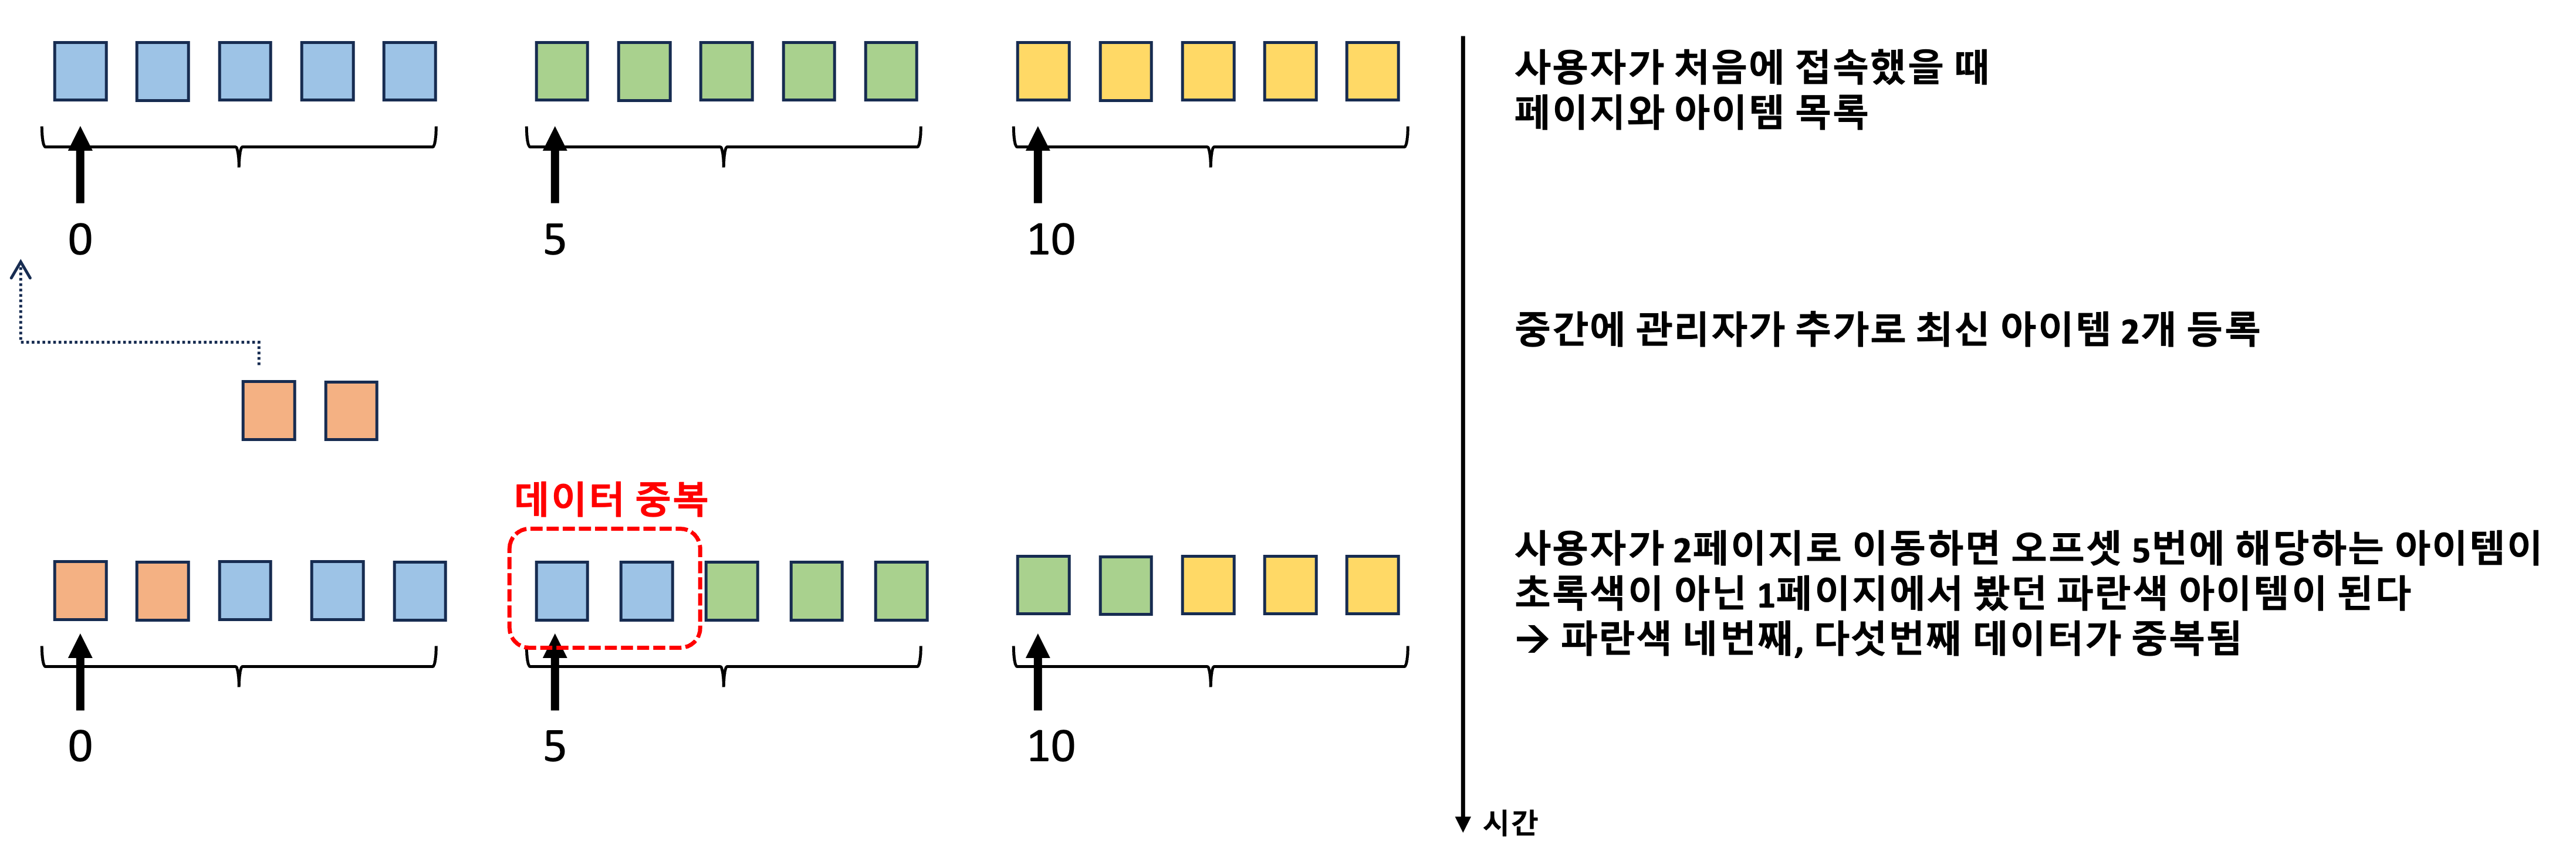 사용자가 처음에 접속했을 때
페이지와 아이템 목록
0
5
10
중간에 관리자가 추가로 최신 아이템 2개 등록
데이터 중복
사용자가 2페이지로 이동하면 오프셋 5번에 해당하는 아이템이
초록색이 아닌 1페이지에서 봤던 파란색 아이템이 된다
→ 파란색 네번째, 다섯번째 데이터가 중복됨
0
5
10
시간